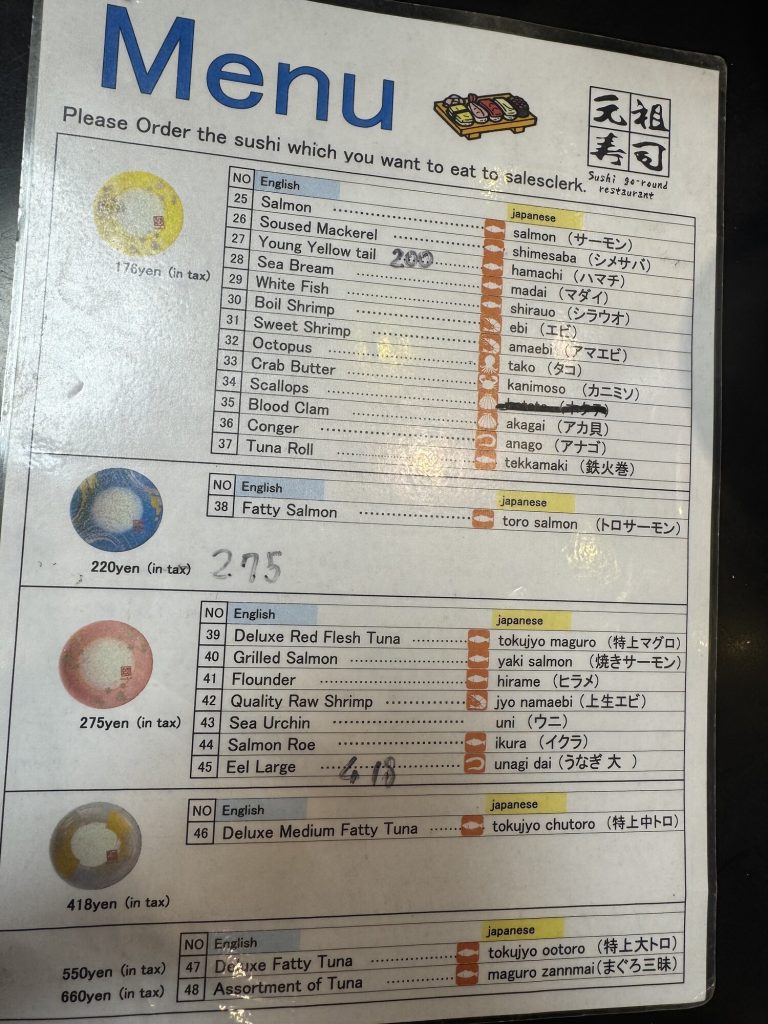 Menu
元祖
寿司
Sushi go-round
restaurant
Please Order the sushi which you want to eat to salesclerk.
NO English japanese
25 Salmon salmon （サーモン）
26 Soused Mackerel shimesaba （シメサバ）
27 Young Yellow tail 200 hamachi （ハマチ）
28 Sea Bream madai （マダイ）
29 White Fish shirauo （シラウオ）
30 Boil Shrimp ebi （エビ）
31 Sweet Shrimp amaebi （アマエビ）
32 Octopus tako （タコ）
33 Crab Butter kanimoso （カニミソ）
34 Scallops
35 Blood Clam akagai （アカ貝）
36 Conger anago （アナゴ）
37 Tuna Roll tekkamaki （鉄火巻）
176yen (in tax)
NO English japanese
38 Fatty Salmon toro salmon （トロサーモン）
220yen (in tax) 275
NO English japanese
39 Deluxe Red Flesh Tuna tokujyo maguro （特上マグロ）
40 Grilled Salmon yaki salmon （焼きサーモン）
41 Flounder hirame （ヒラメ）
42 Quality Raw Shrimp jyo namaebi （上生エビ）
43 Sea Urchin uni （ウニ）
44 Salmon Roe ikura （イクラ）
45 Eel Large 418 unagi dai （うなぎ 大 ）
275yen (in tax)
NO English japanese
46 Deluxe Medium Fatty Tuna tokujyo chutoro （特上中トロ）
418yen (in tax)
NO English japanese
550yen (in tax) 47 Deluxe Fatty Tuna tokujyo ootoro （特上大トロ）
660yen (in tax) 48 Assortment of Tuna maguro zannmai（まぐろ三昧）